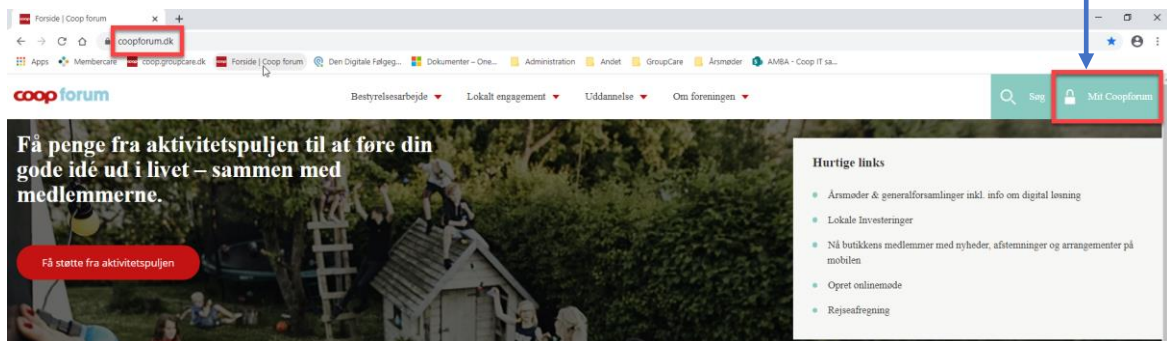 Forside | Coop forum
coopforum.dk
Apps Membercare coop.groupcare.dk Forside | Coop forum Den Digitale Følgeg... Dokumenter – One... Administration Andet GroupCare Årsmøder AMBA - Coop IT sa...
coop forum Bestyrelsesarbejde Lokalt engagement Uddannelse Om foreningen Søg Mit Coopforum
Få penge fra aktivitetspuljen til at føre din
gode idé ud i livet – sammen med
medlemmerne.
Få støtte fra aktivitetspuljen
Hurtige links
Årsmøder & generalforsamlinger inkl. info om digital løsning
Lokale Investeringer
Nå butikkens medlemmer med nyheder, afstemninger og arrangementer på
mobilen
Opret onlinemøde
Rejseafregning